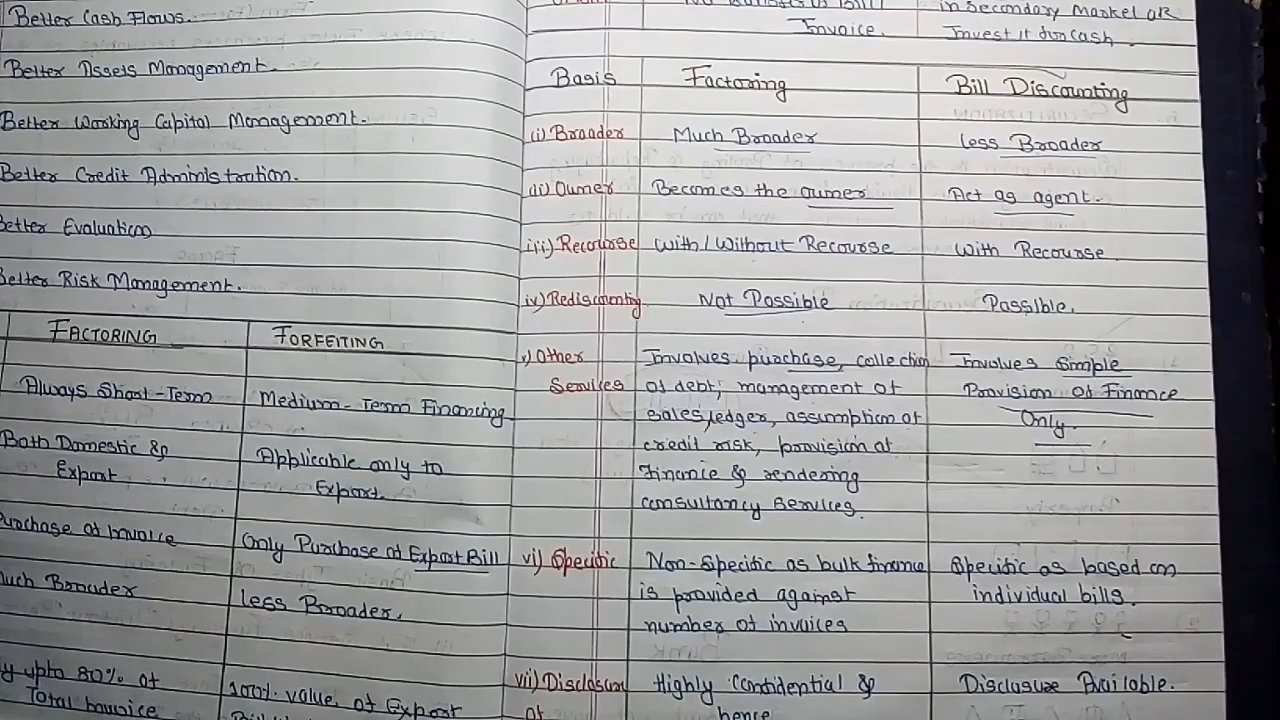 Better Cash Flows.
Better Assets Management.
Better Working Capital Management.
Better Credit Administration.
Better Evaluation
Better Risk Management.
FACTORING FORFEITING
Always Short-Term Medium-Term Financing
Both Domestic & Applicable only to
Export. Export.
Purchase of Invoice Only Purchase of Export Bill
Much Broader less Broader.
upto 80% of 100% value of Export
Total Invoice
in Secondary Market OR
Invoice. Invest it for cash.
Basis Factoring Bill Discounting
(i) Broader Much Broader less Broader
(ii) Owner Becomes the owner Act as agent.
iii) Recourse With/Without Recourse With Recourse
iv) Rediscounting Not Possible Possible.
v) Other Involves purchase, collection Involves Simple
Services of debt, management of Provision of Finance
sales ledger, assumption of Only.
credit risk, provision of
finance & rendering
consultancy services.
vi) Specific Non-Specific as bulk finance Specific as based on
is provided against individual bills.
number of invoices
vii) Disclosure Highly Confidential & Disclosure Available.
of hence